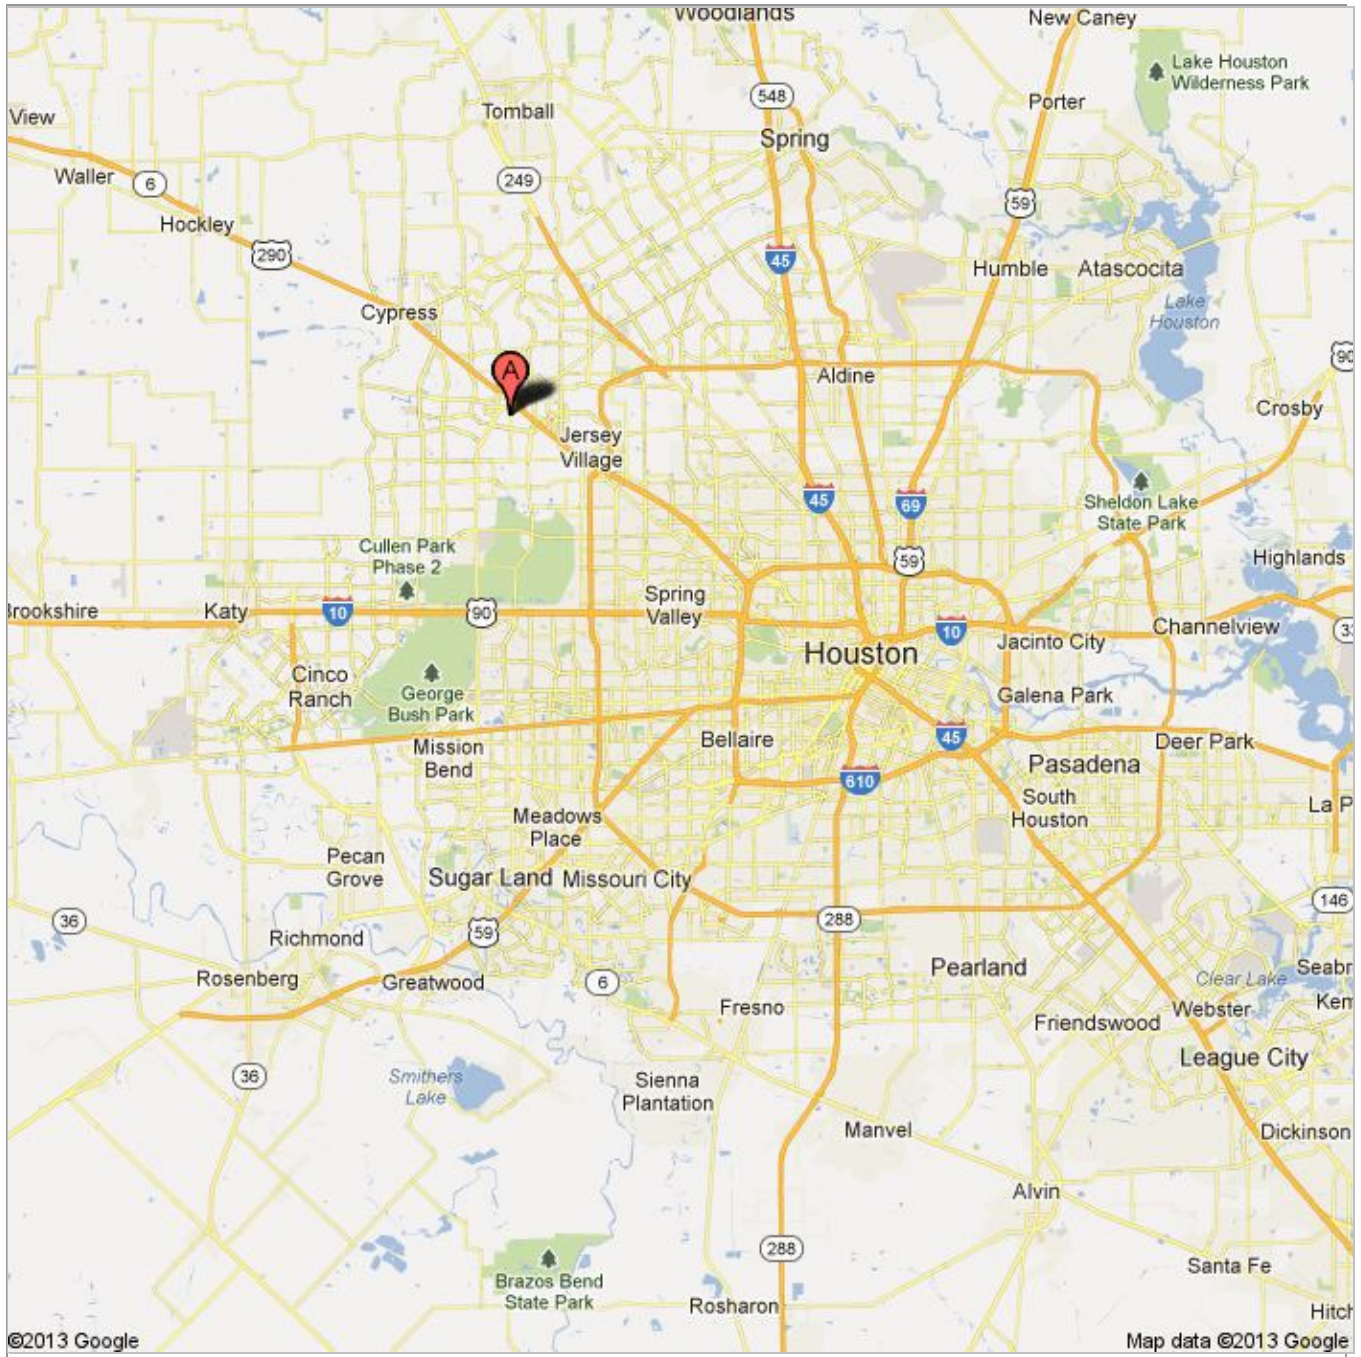 Woodlands
New Caney
Lake Houston
Wilderness Park
548
Porter
View
Tomball
Spring
Waller
6
249
59
Hockley
290
45
Humble
Atascocita
Lake
Houston
Cypress
90
A
Aldine
Crosby
Jersey
Village
45
69
Sheldon Lake
State Park
Cullen Park
Phase 2
59
Highlands
Spring
Valley
Brookshire
Katy
10
90
10
Channelview
33
Houston
Jacinto City
Cinco
Ranch
George
Bush Park
Galena Park
Mission
Bend
Bellaire
45
Deer Park
Pasadena
610
South
Houston
La P
Meadows
Place
Pecan
Grove
Sugar Land
Missouri City
146
36
288
59
Richmond
Rosenberg
Greatwood
6
Pearland
Clear Lake
Seabr
Fresno
Webster
Kem
Friendswood
League City
36
Smithers
Lake
Sienna
Plantation
Manvel
Dickinson
Alvin
288
Santa Fe
Brazos Bend
State Park
Rosharon
Hitch
©2013 Google
Map data ©2013 Google